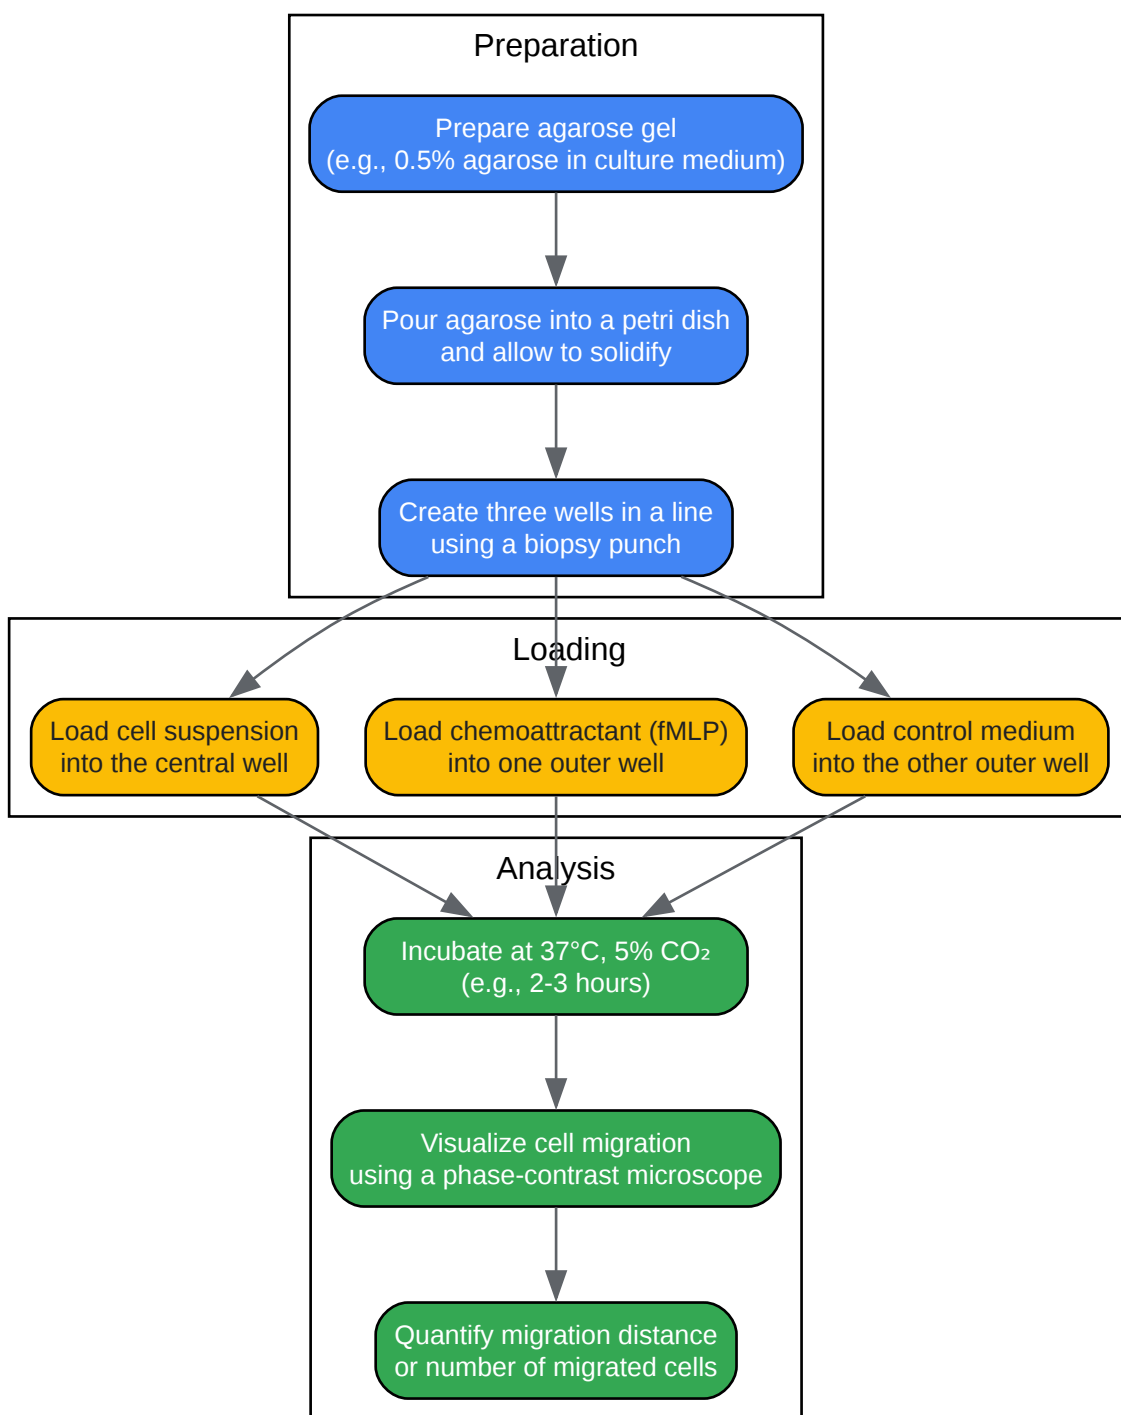 Preparation
Prepare agarose gel
(e.g., 0.5% agarose in culture medium)
Pour agarose into a petri dish
and allow to solidify
Create three wells in a line
using a biopsy punch
Loading
Load cell suspension
into the central well
Load chemoattractant (fMLP)
into one outer well
Load control medium
into the other outer well
Analysis
Incubate at 37°C, 5% CO₂
(e.g., 2-3 hours)
Visualize cell migration
using a phase-contrast microscope
Quantify migration distance
or number of migrated cells